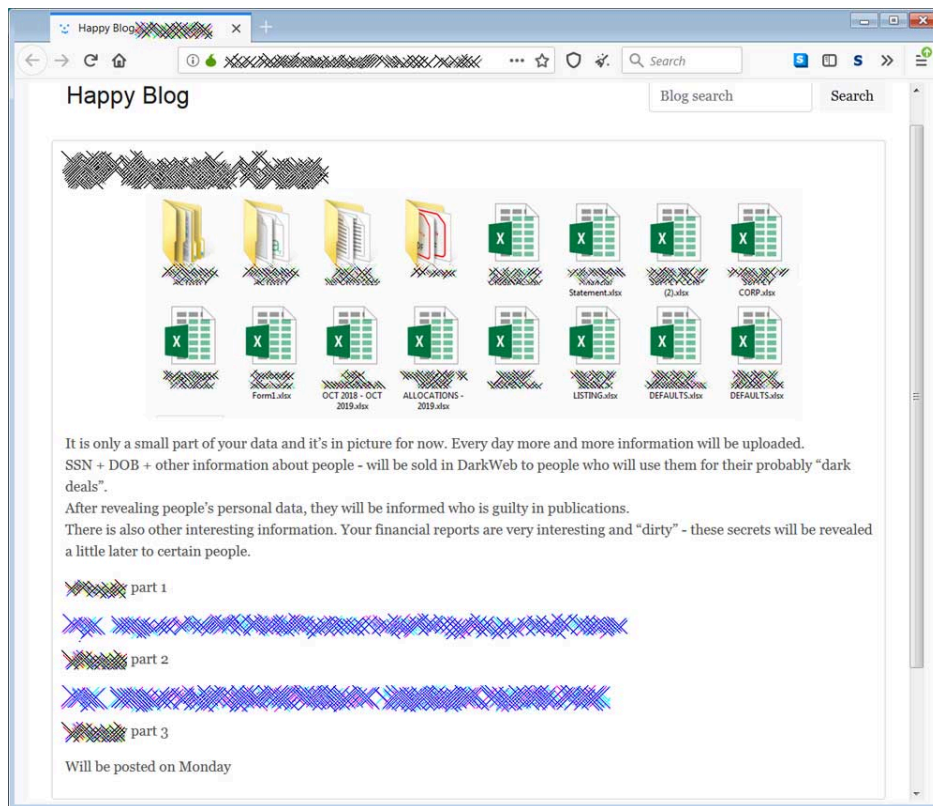 Happy Blog
Search
S
S
Happy Blog
Blog search
Search
Statement.xlsx
(2).xlsx
CORP.xlsx
Form1.xlsx
OCT 2018 - OCT
2019.xlsx
ALLOCATIONS -
2019.xlsx
LISTING.xlsx
DEFAULTS.xlsx
DEFAULTS.xlsx
It is only a small part of your data and it's in picture for now. Every day more and more information will be uploaded.
SSN + DOB + other information about people - will be sold in DarkWeb to people who will use them for their probably “dark
deals”.
After revealing people's personal data, they will be informed who is guilty in publications.
There is also other interesting information. Your financial reports are very interesting and “dirty” - these secrets will be revealed
a little later to certain people.
part 1
part 2
part 3
Will be posted on Monday